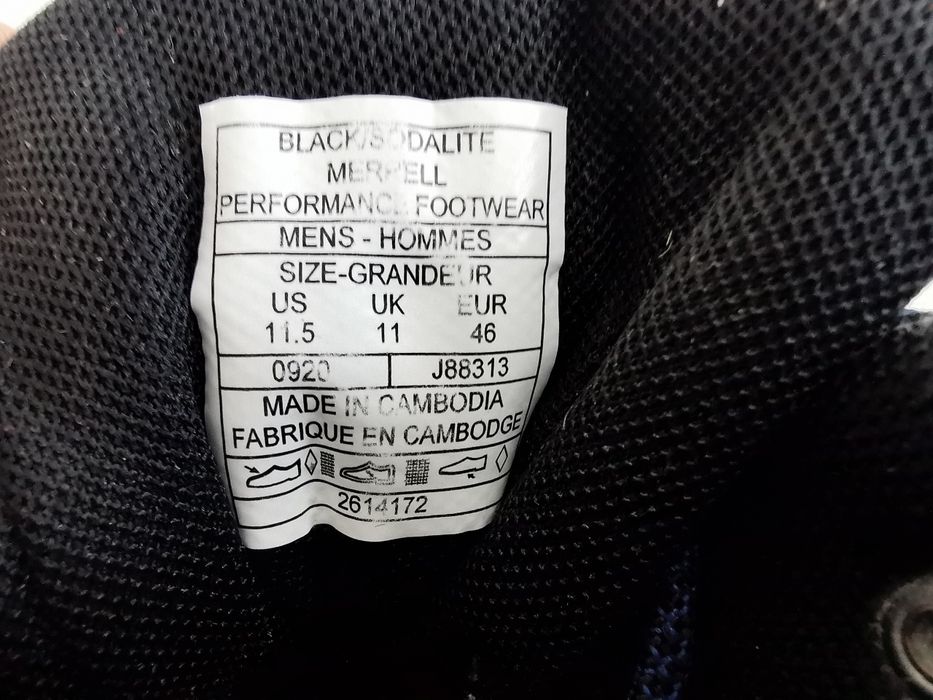 BLACK/SODALITE
MERRELL
PERFORMANCE FOOTWEAR
MENS - HOMMES
SIZE-GRANDEUR
US UK EUR
11.5 11 46
0920 J88313
MADE IN CAMBODIA
FABRIQUE EN CAMBODGE
2614172